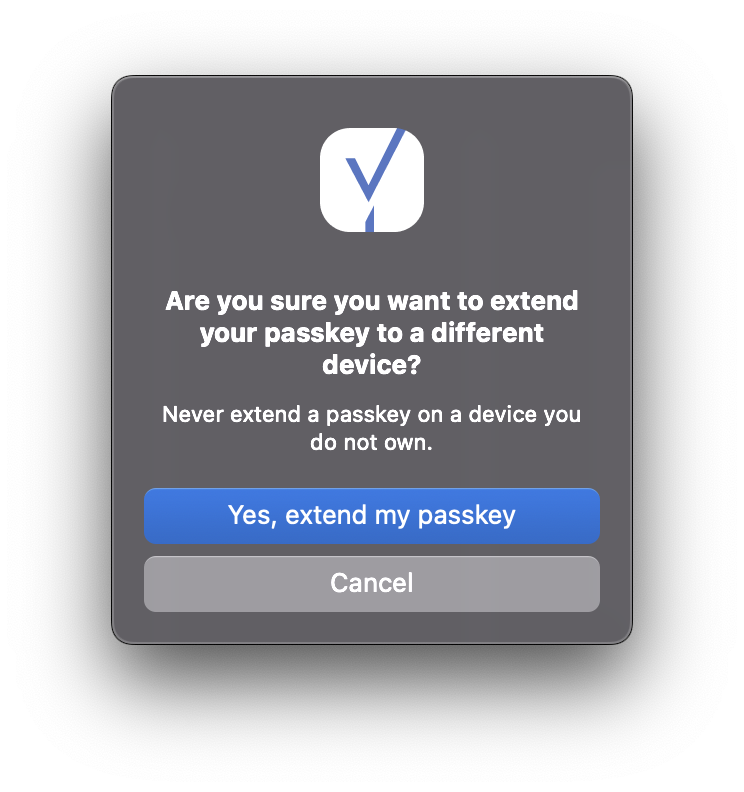 Are you sure you want to extend
your passkey to a different
device?
Never extend a passkey on a device you
do not own.
Yes, extend my passkey
Cancel